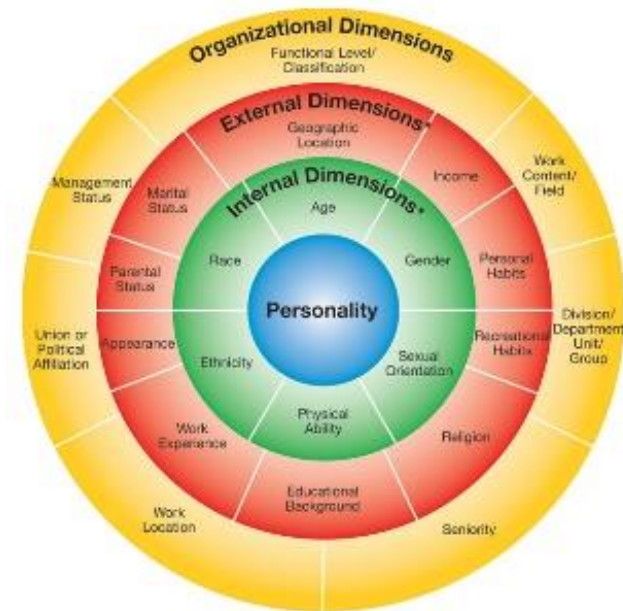 Organizational Dimensions
Functional Level/
Classification
External Dimensions*
Geographic
Location
Income
Work
Content/
Field
Management
Status
Marital
Status
Internal Dimensions*
Age
Race
Gender
Personal
Habits
Parental
Status
Personality
Division/
Department
Unit/
Group
Union or
Political
Affiliation
Appearance
Ethnicity
Sexual
Orientation
Recreational
Habits
Physical
Ability
Work
Experience
Religion
Educational
Background
Work
Location
Seniority